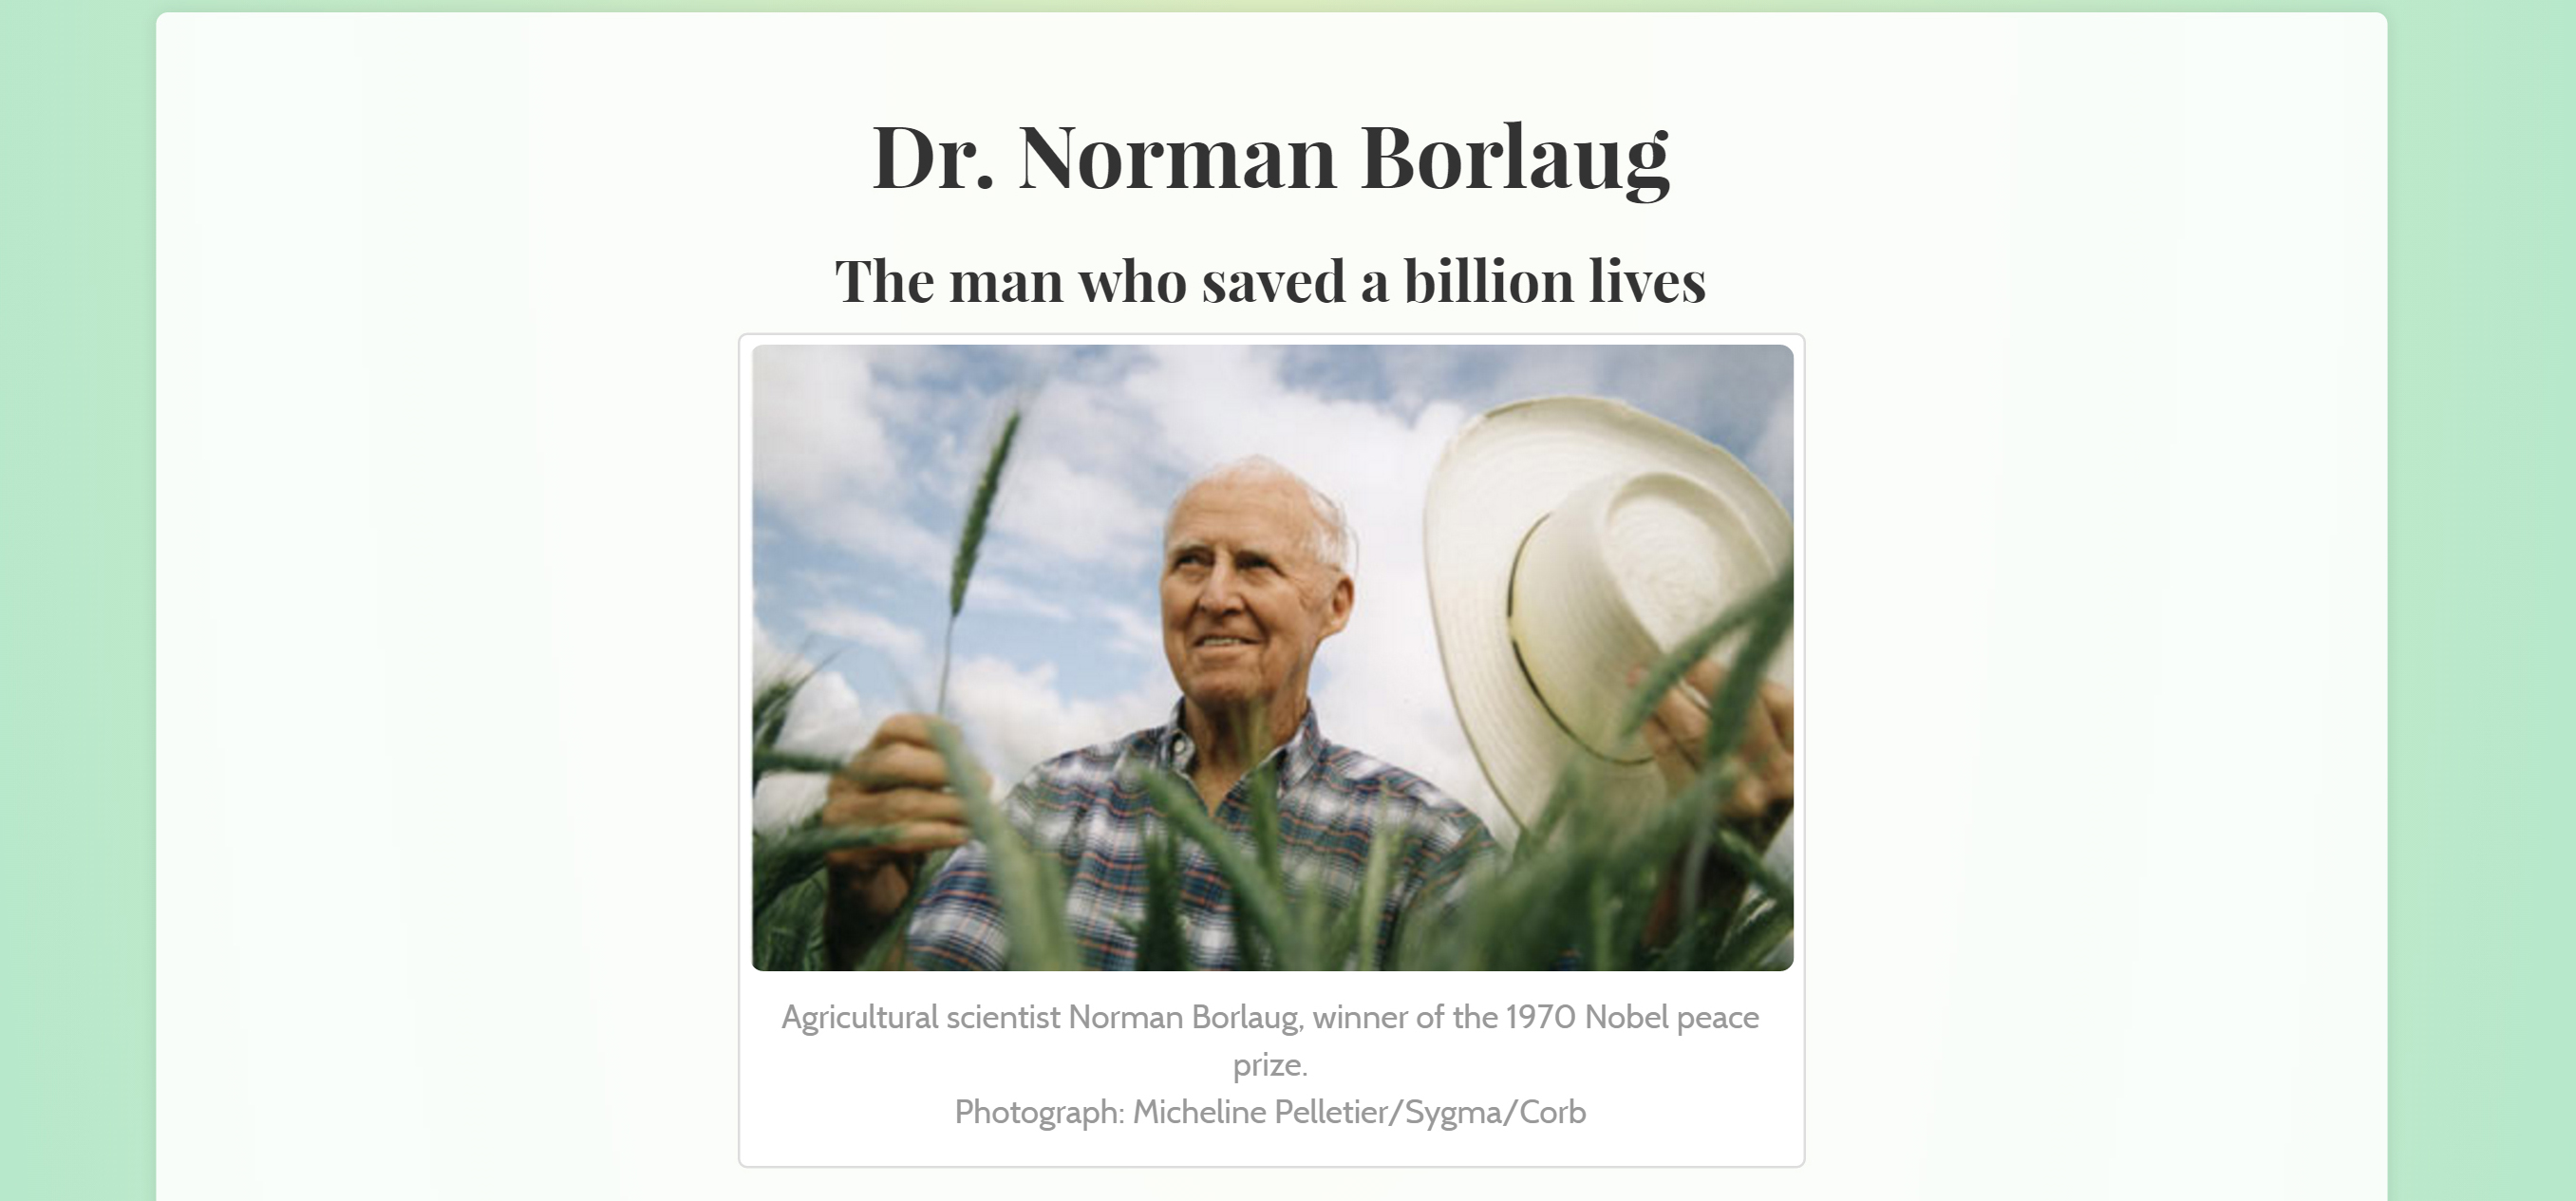 Dr. Norman Borlaug
The man who saved a billion lives
Agricultural scientist Norman Borlaug, winner of the 1970 Nobel peace
prize.
Photograph: Micheline Pelletier/Sygma/Corb